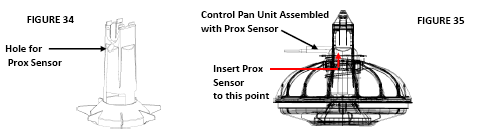 FIGURE 34
Hole for
Prox Sensor
Control Pan Unit Assembled
with Prox Sensor
FIGURE 35
Insert Prox
Sensor
to this point